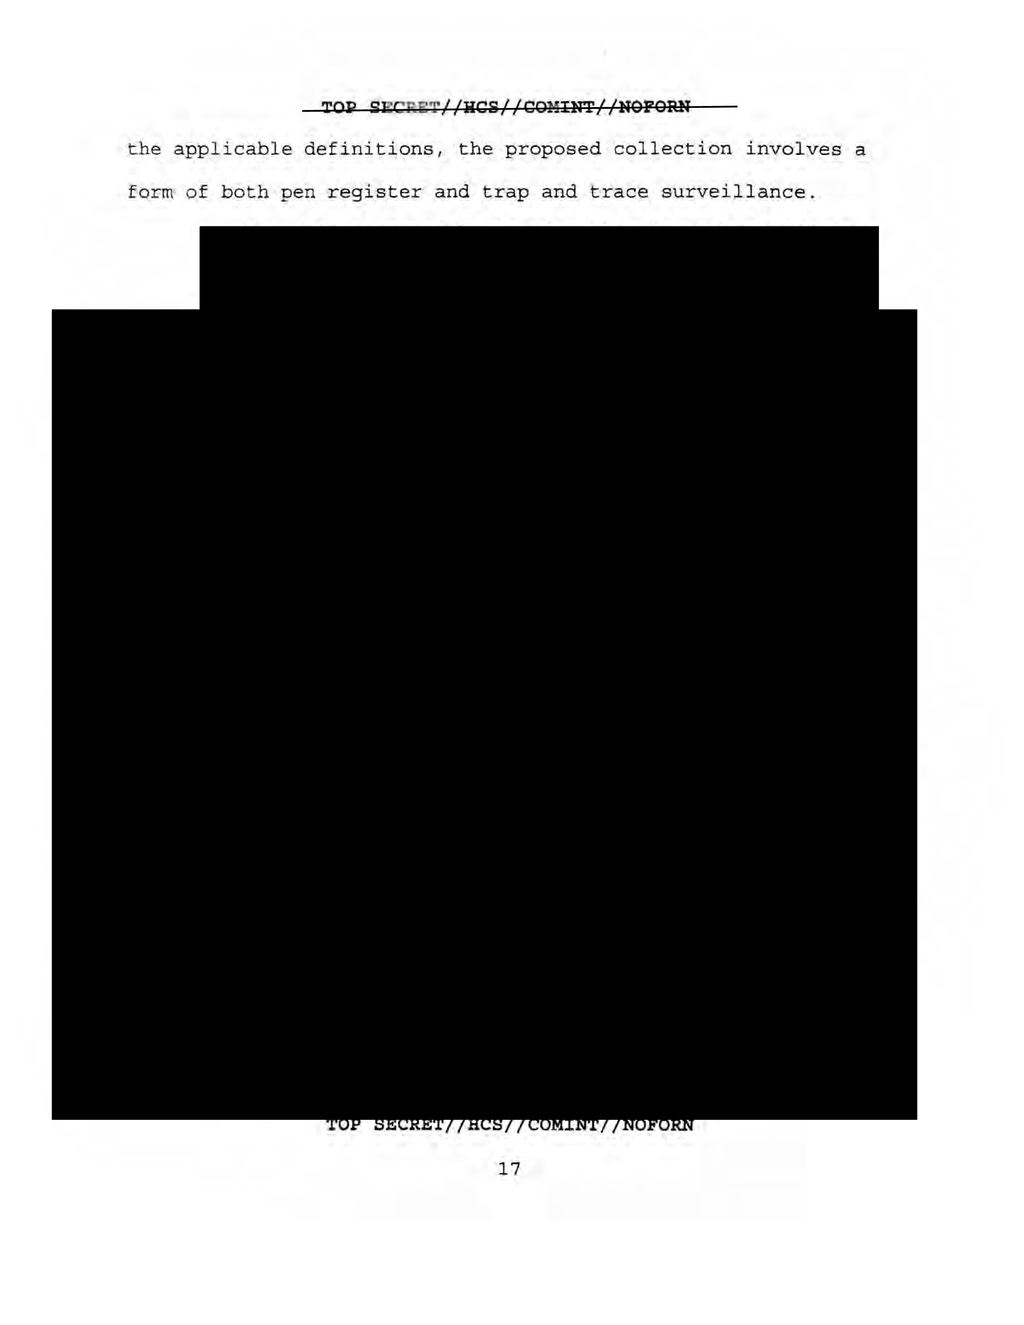 TOP SECRET//HCS//COMINT//NOFORN
the applicable definitions, the proposed collection involves a
form of both pen register and trap and trace surveillance.
TOP SECRET//HCS//COMINT//NOFORN
17